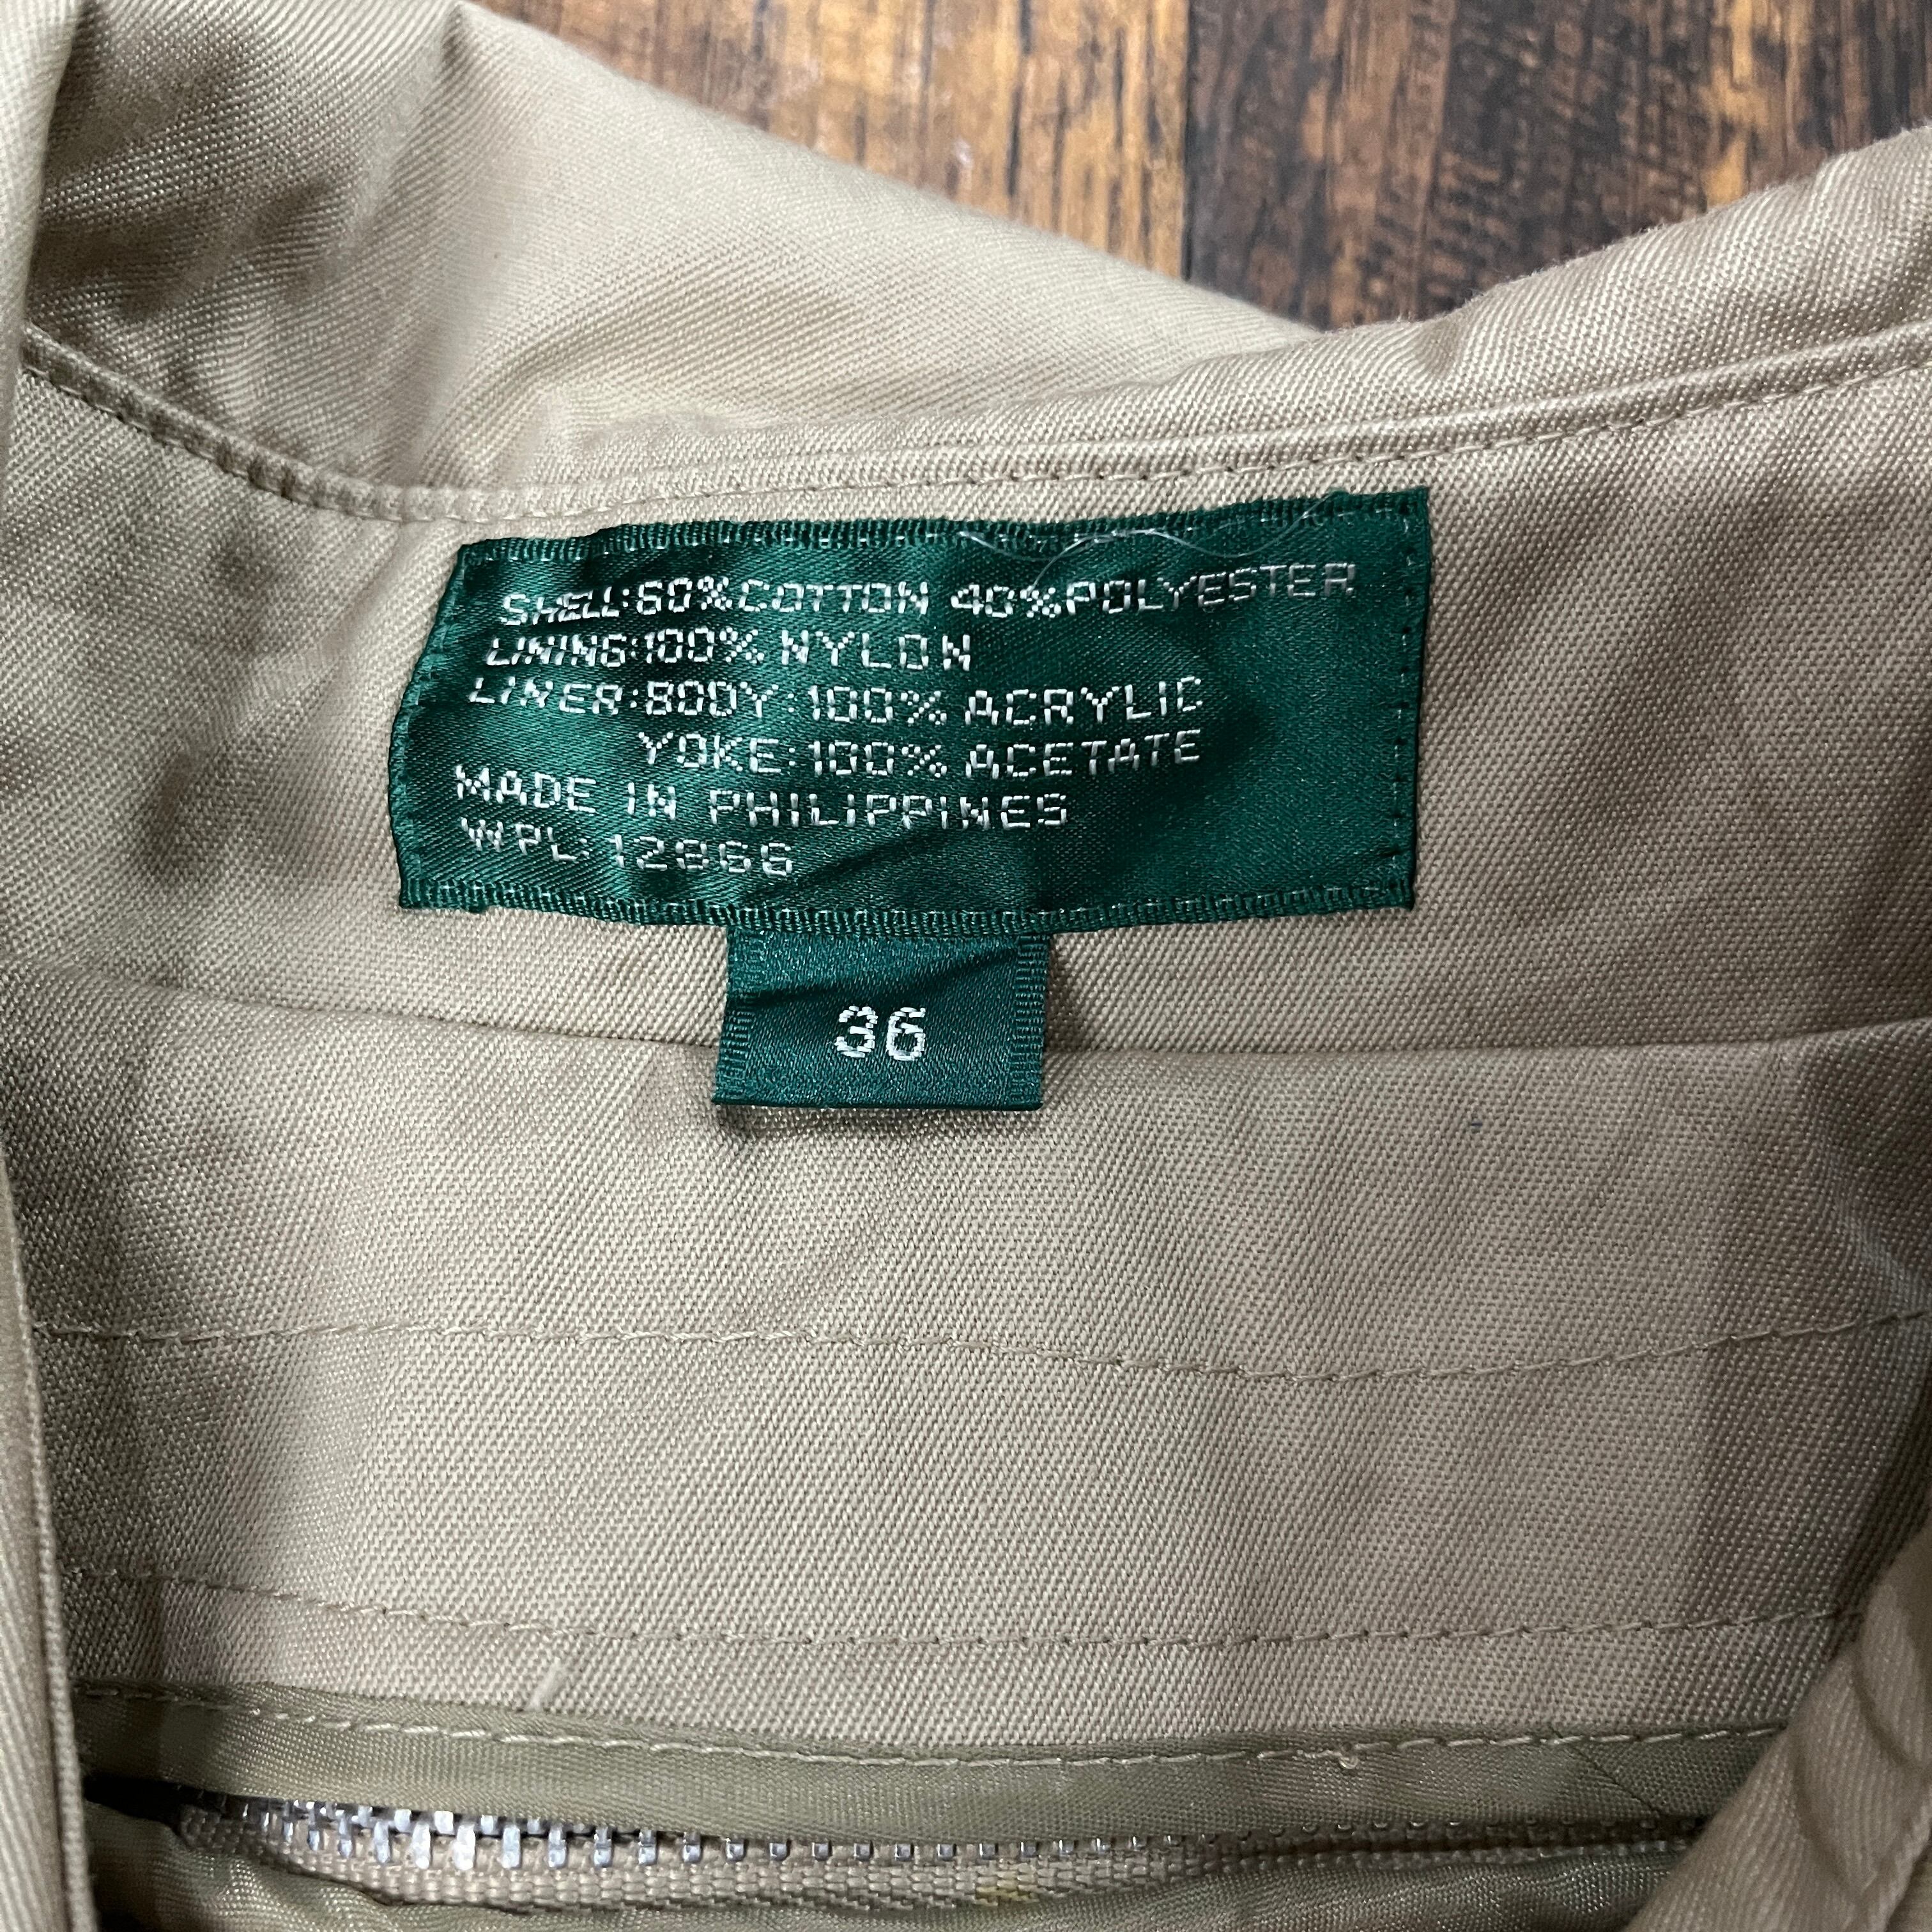 SHELL:60%COTTON 40%POLYESTER
LINING:100% NYLON
LINER:BODY:100% ACRYLIC
YOKE:100% ACETATE
MADE IN PHILIPPINES
WPL:12866
36